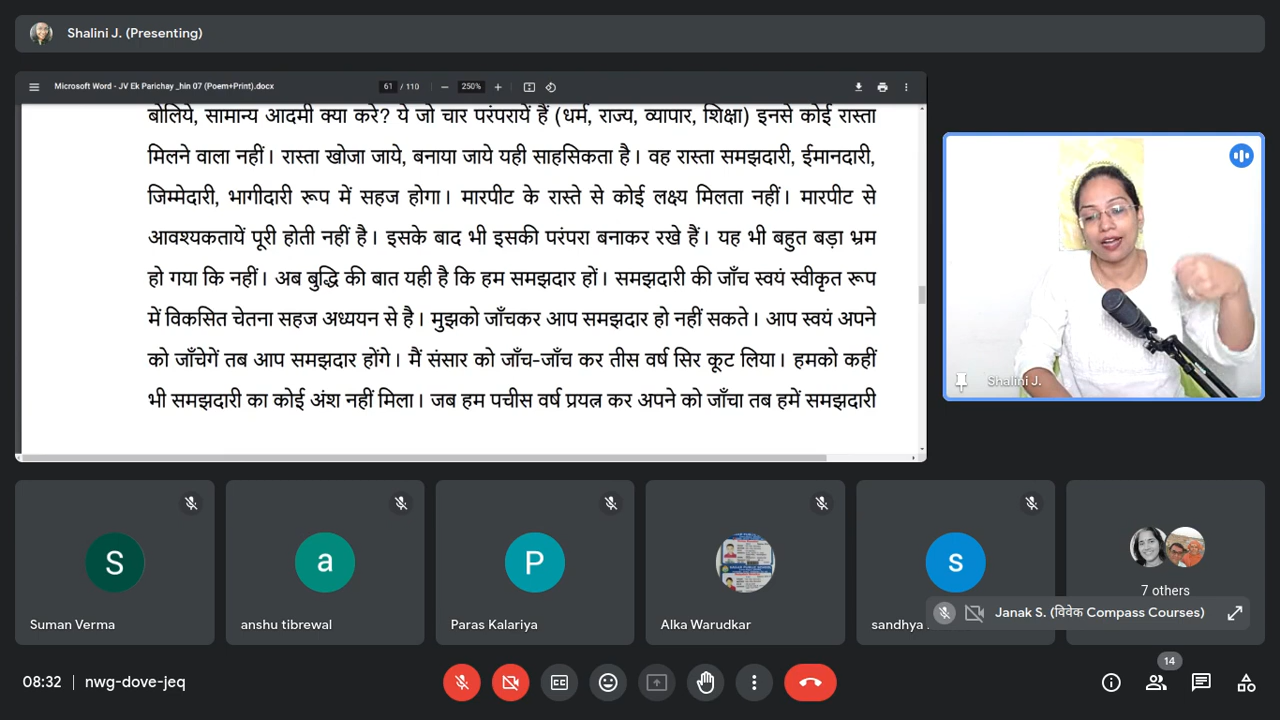 Shalini J. (Presenting)
Microsoft Word - JV Ek Parichay _hin 07 (Poem+Print).docx
61 / 110
250%
बोलिये, सामान्य आदमी क्या करे? ये जो चार परंपरायें हैं (धर्म, राज्य, व्यापार, शिक्षा) इनसे कोई रास्ता
मिलने वाला नहीं। रास्ता खोजा जाये, बनाया जाये यही साहसिकता है। वह रास्ता समझदारी, ईमानदारी,
जिम्मेदारी, भागीदारी रूप में सहज होगा। मारपीट के रास्ते से कोई लक्ष्य मिलता नहीं। मारपीट से
आवश्यकतायें पूरी होती नहीं है। इसके बाद भी इसकी परंपरा बनाकर रखे हैं। यह भी बहुत बड़ा भ्रम
हो गया कि नहीं। अब बुद्धि की बात यही है कि हम समझदार हों। समझदारी की जाँच स्वयं स्वीकृत रूप
में विकसित चेतना सहज अध्ययन से है। मुझको जाँचकर आप समझदार हो नहीं सकते। आप स्वयं अपने
को जाँचेगें तब आप समझदार होंगे। मैं संसार को जाँच-जाँच कर तीस वर्ष सिर कूट लिया। हमको कहीं
भी समझदारी का कोई अंश नहीं मिला। जब हम पचीस वर्ष प्रयत्न कर अपने को जाँचा तब हमें समझदारी
Shalini J.
S
a
P
s
7 others
Suman Verma
anshu tibrewal
Paras Kalariya
Alka Warudkar
sandhya
Janak S. (विवेक Compass Courses)
08:32
nwg-dove-jeq
14